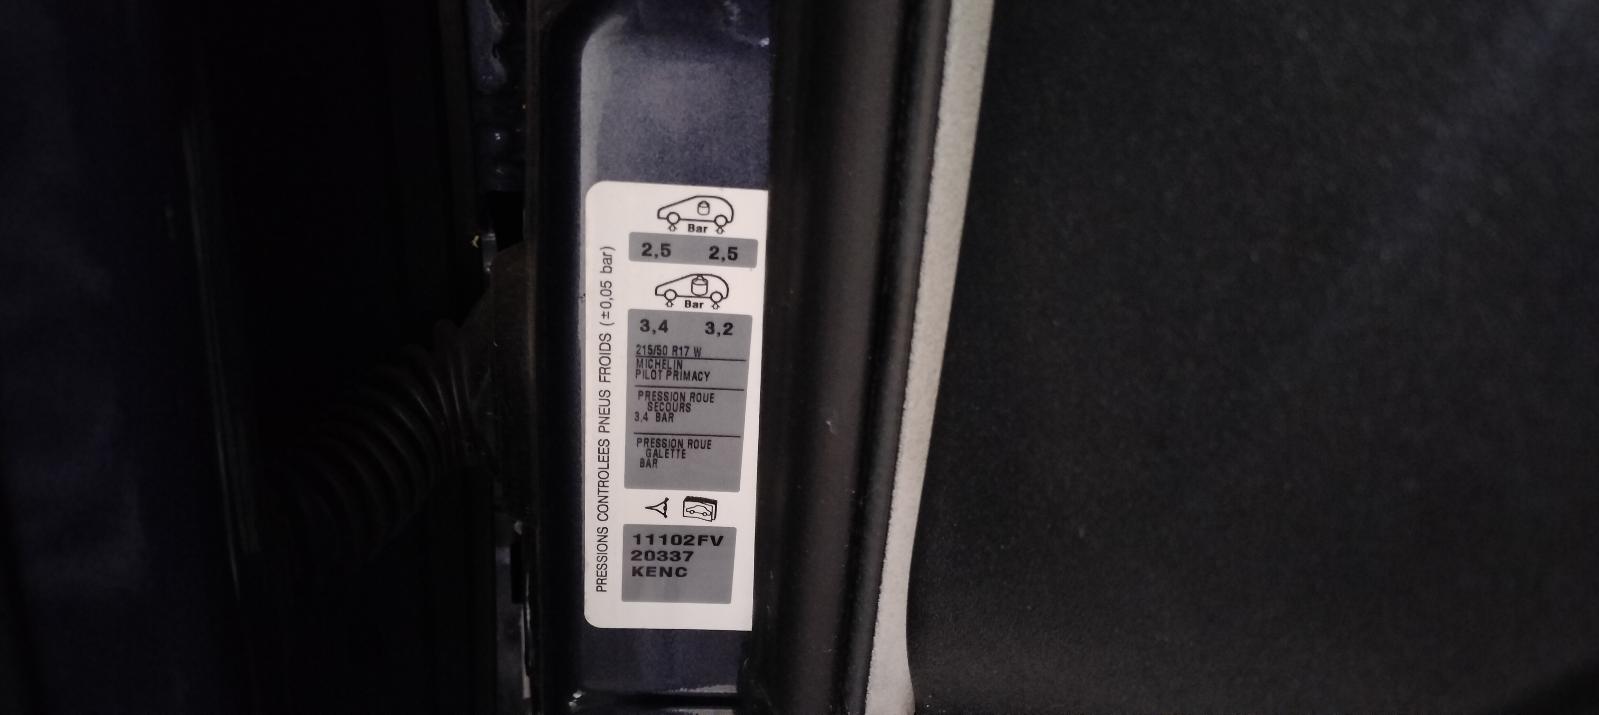 Bar
2,5 2,5
Bar
3,4 3,2
215/50 R17 W
MICHELIN
PILOT PRIMACY
PRESSION ROUE
SECOURS
3,4 BAR
PRESSION ROUE
GALETTE
BAR
11102FV
20337
KENC
PRESSIONS CONTROLEES PNEUS FROIDS (±0,05 bar)